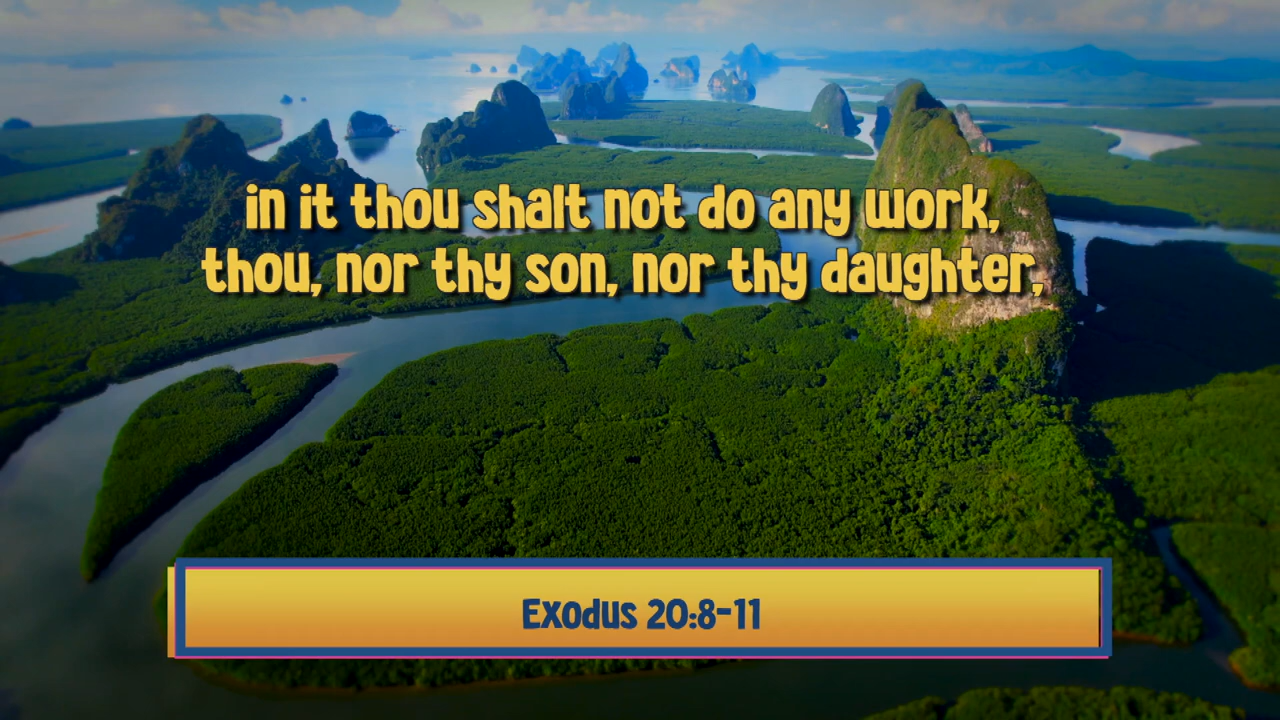 in it thou shalt not do any work,
thou, nor thy son, nor thy daughter,
Exodus 20:8-11